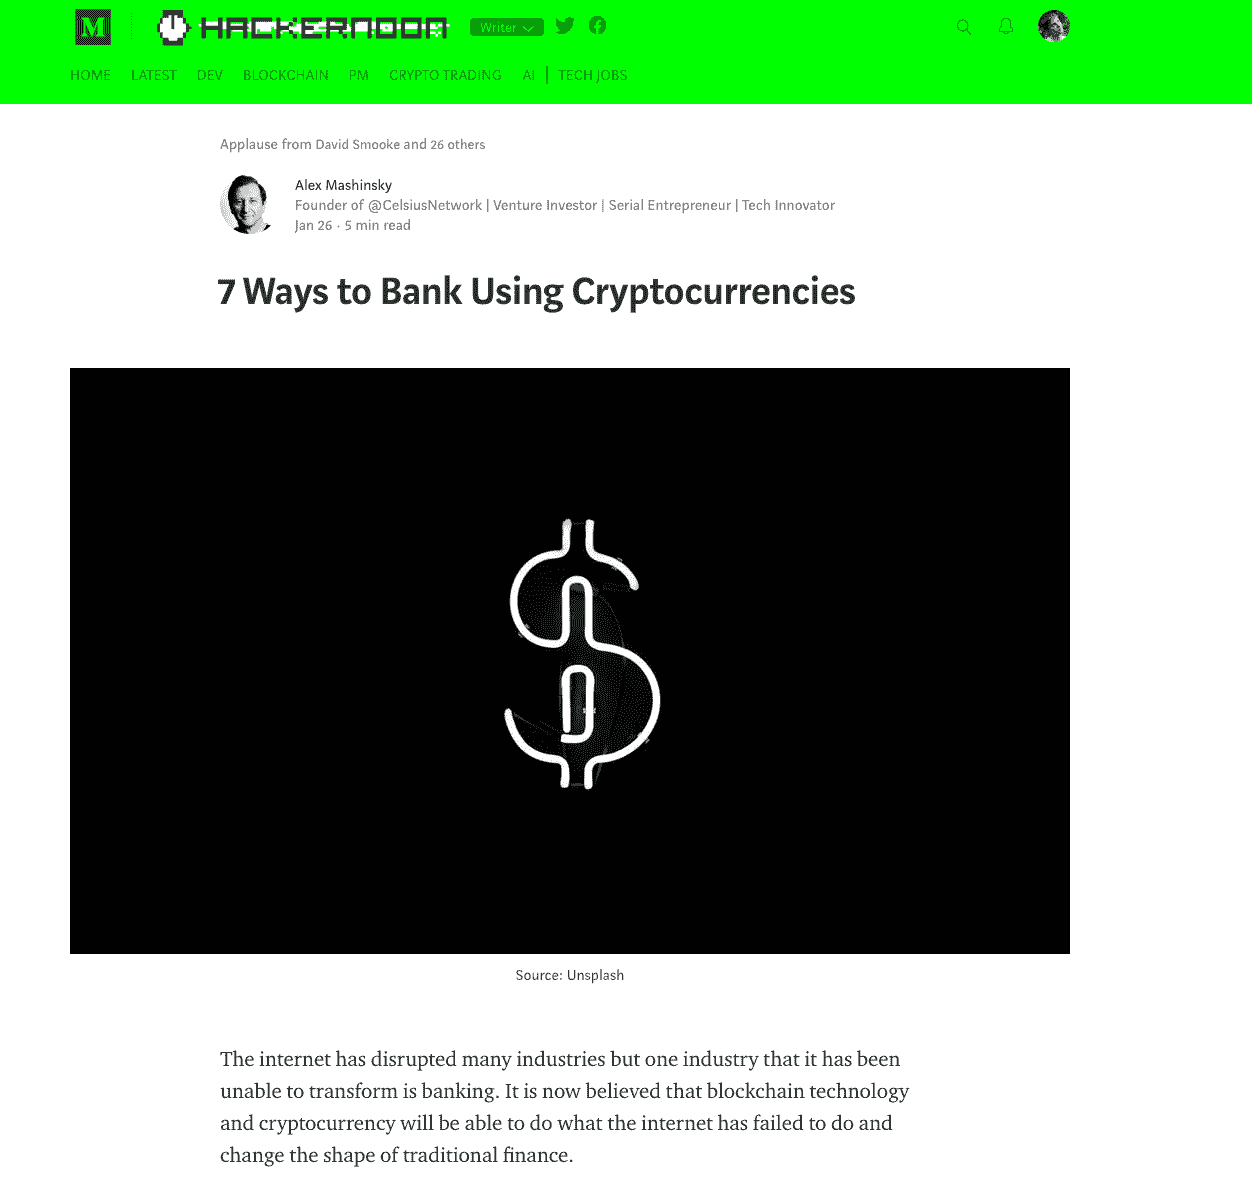 M HACKERNOON Writer
HOME LATEST DEV BLOCKCHAIN PM CRYPTO TRADING AI | TECH JOBS
Applause from David Smooke and 26 others
Alex Mashinsky
Founder of @CelsiusNetwork | Venture Investor | Serial Entrepreneur | Tech Innovator
Jan 26 · 5 min read
7 Ways to Bank Using Cryptocurrencies
$
Source: Unsplash
The internet has disrupted many industries but one industry that it has been
unable to transform is banking. It is now believed that blockchain technology
and cryptocurrency will be able to do what the internet has failed to do and
change the shape of traditional finance.